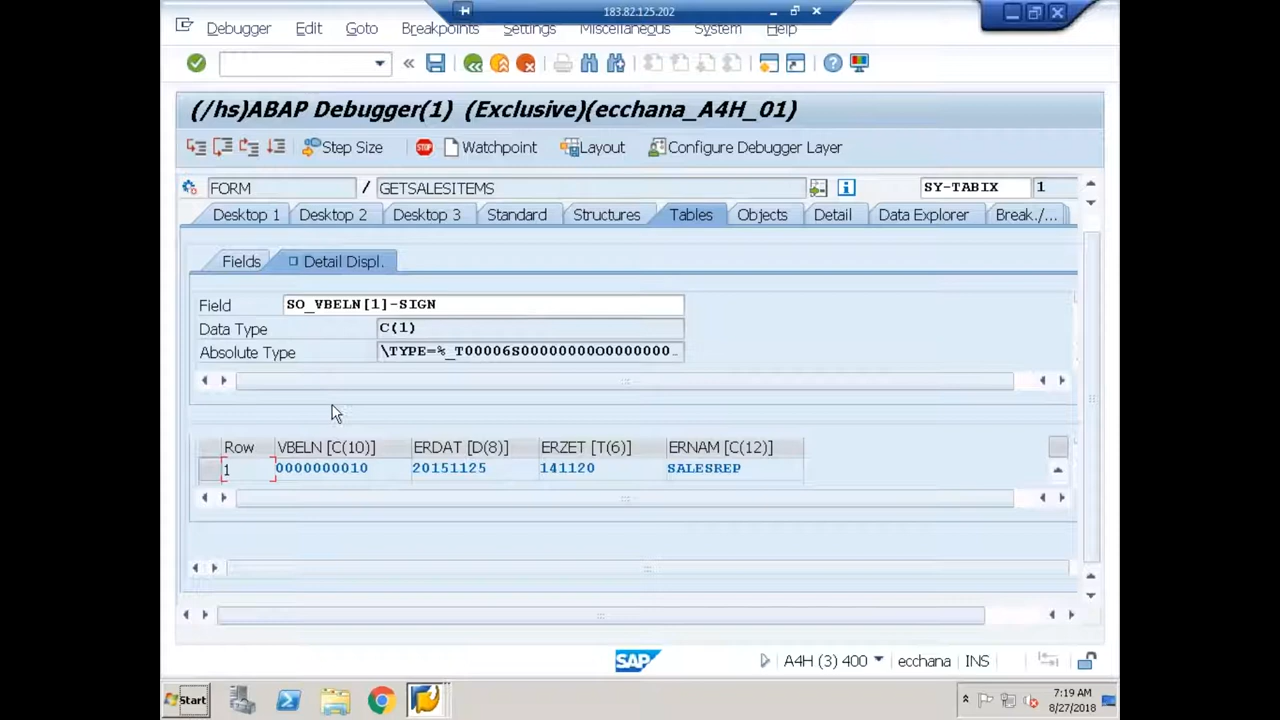 183.82.125.202
Debugger Edit Goto Breakpoints Settings Miscellaneous System Help
(/hs)ABAP Debugger(1) (Exclusive)(ecchana_A4H_01)
Step Size STOP Watchpoint Layout Configure Debugger Layer
FORM / GETSALESITEMS SY-TABIX 1
Desktop 1 Desktop 2 Desktop 3 Standard Structures Tables Objects Detail Data Explorer Break./...
Fields Detail Displ.
Field SO_VBELN[1]-SIGN
Data Type C(1)
Absolute Type \TYPE=%_T00006S00000000O0000000
Row VBELN [C(10)] ERDAT [D(8)] ERZET [T(6)] ERNAM [C(12)]
1 0000000010 20151125 141120 SALESREP
SAP A4H (3) 400 ecchana INS
Start 7:19 AM
8/27/2018